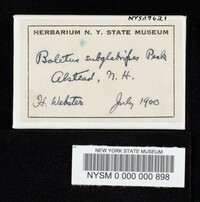 NYSf9621
HERBARIUM N. Y. STATE MUSEUM
Boletus subglabripes Peck
Alstead, N. H.
H. Webster July 1900
NEW YORK STATE MUSEUM
NYSM 0 000 000 898